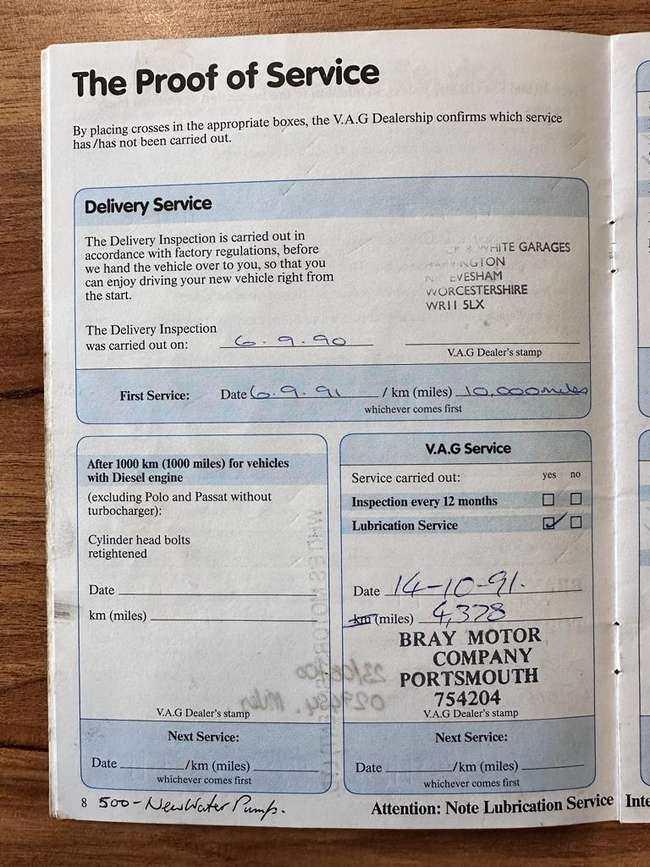 The Proof of Service
By placing crosses in the appropriate boxes, the V.A.G Dealership confirms which service
has/has not been carried out.
Delivery Service
The Delivery Inspection is carried out in
accordance with factory regulations, before
we hand the vehicle over to you, so that you
can enjoy driving your new vehicle right from
the start.
WHITE GARAGES
EVESHAM
WORCESTERSHIRE
WR11 5LX
The Delivery Inspection
was carried out on: 6.9.90
V.A.G Dealer's stamp
First Service: Date 6.9.91 / km (miles) 10,000 miles
whichever comes first
After 1000 km (1000 miles) for vehicles
with Diesel engine
(excluding Polo and Passat without
turbocharger):
Cylinder head bolts
retightened
Date
km (miles)
V.A.G Dealer's stamp
Next Service:
Date /km (miles)
whichever comes first
V.A.G Service
Service carried out: yes no
Inspection every 12 months
Lubrication Service
Date 14-10-91.
km (miles) 4,378
BRAY MOTOR
COMPANY
PORTSMOUTH
754204
V.A.G Dealer's stamp
Next Service:
Date /km (miles)
whichever comes first
8 500 - New Water Pump.
Attention: Note Lubrication Service